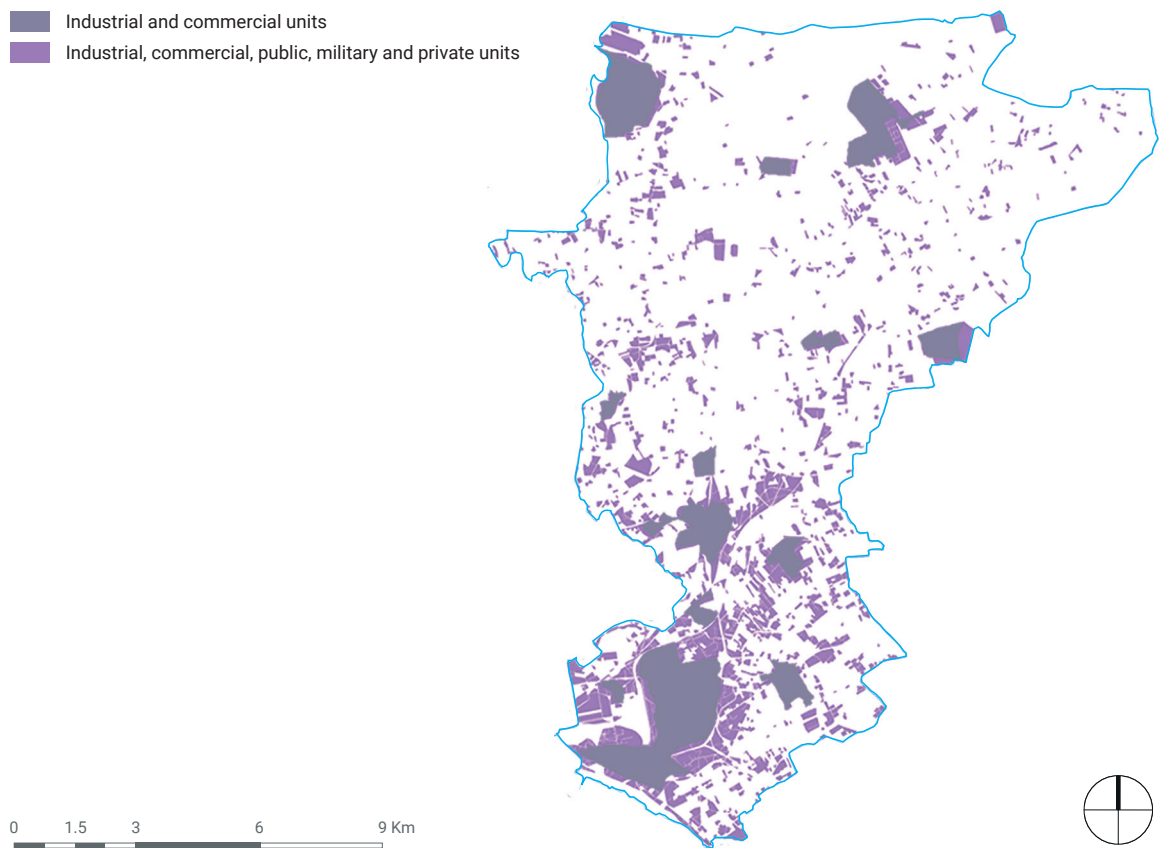 Industrial and commercial units
Industrial, commercial, public, military and private units
0 1.5 3 6 9 Km